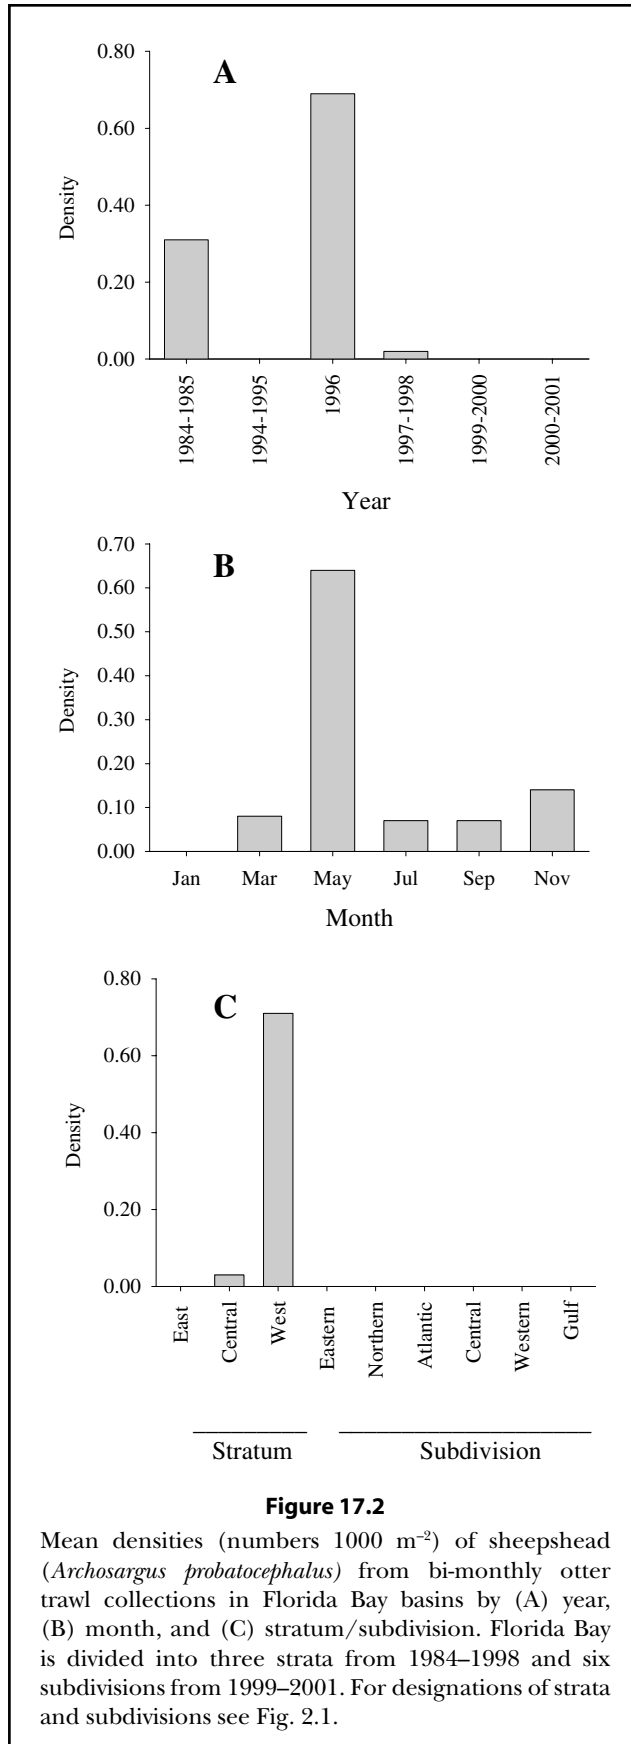 A
0.80
0.60
0.40
0.20
0.00
Density
1984-1985
1994-1995
1996
1997-1998
1999-2000
2000-2001
Year
B
0.70
0.60
0.50
0.40
0.30
0.20
0.10
0.00
Density
Jan Mar May Jul Sep Nov
Month
C
0.80
0.60
0.40
0.20
0.00
Density
East
Central
West
Eastern
Northern
Atlantic
Central
Western
Gulf
Stratum Subdivision
Figure 17.2
Mean densities (numbers 1000 m⁻²) of sheepshead
(Archosargus probatocephalus) from bi-monthly otter
trawl collections in Florida Bay basins by (A) year,
(B) month, and (C) stratum/subdivision. Florida Bay
is divided into three strata from 1984–1998 and six
subdivisions from 1999–2001. For designations of strata
and subdivisions see Fig. 2.1.